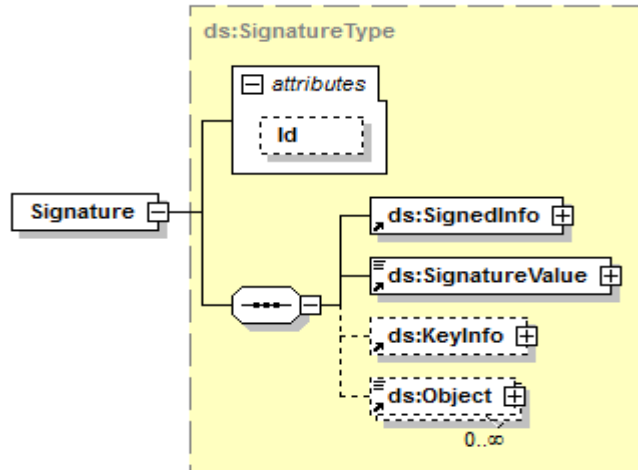 ds:SignatureType
attributes
Id
Signature
ds:SignedInfo
ds:SignatureValue
ds:KeyInfo
ds:Object
0..∞